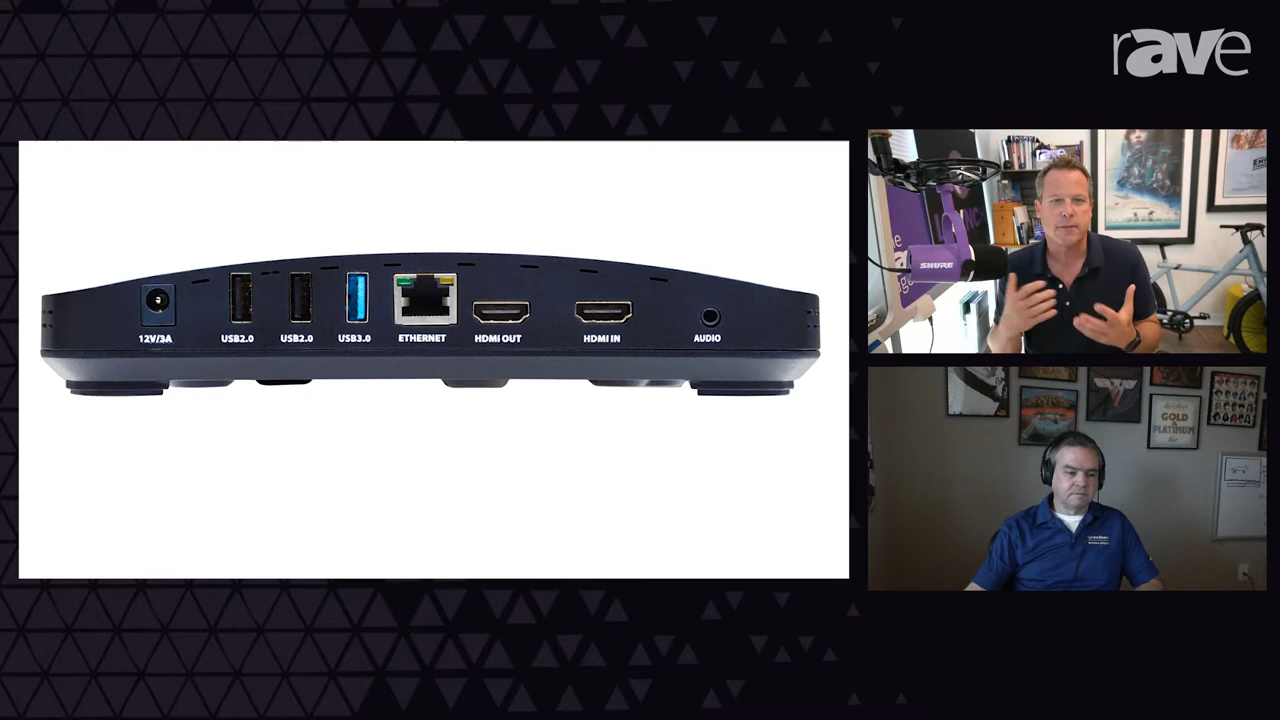 rave
12V/3A
USB2.0
USB2.0
USB3.0
ETHERNET
HDMI OUT
HDMI IN
AUDIO
SHURE
GOLD
&
PLATINUM